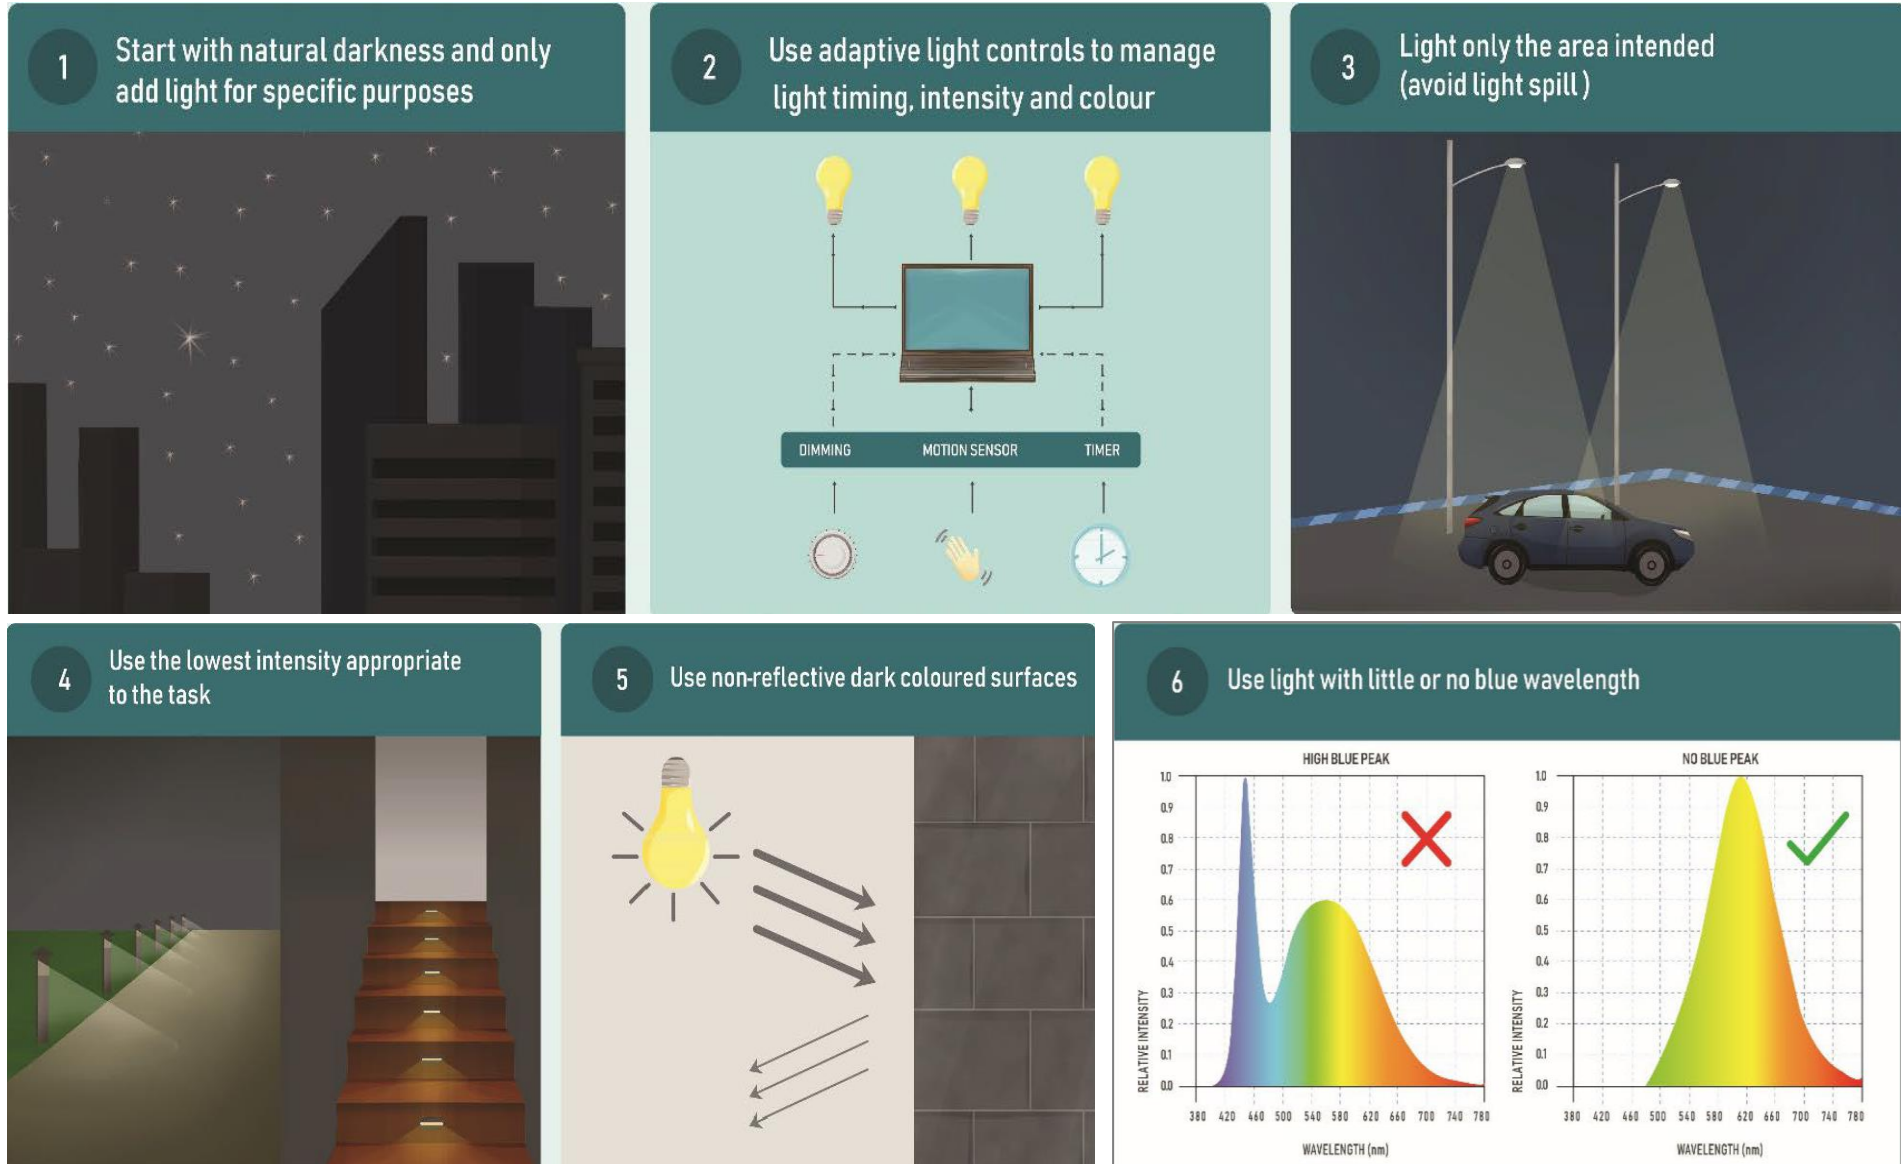 1
Start with natural darkness and only
add light for specific purposes
2
Use adaptive light controls to manage
light timing, intensity and colour
DIMMING MOTION SENSOR TIMER
3
Light only the area intended
(avoid light spill)
4
Use the lowest intensity appropriate
to the task
5
Use non-reflective dark coloured surfaces
6
Use light with little or no blue wavelength
HIGH BLUE PEAK
1.0
0.9
0.8
0.7
0.6
0.5
0.4
0.3
0.2
0.1
0.0
RELATIVE INTENSITY
380 420 460 500 540 560 620 660 700 740 780
WAVELENGTH (nm)
NO BLUE PEAK
1.0
0.9
0.8
0.7
0.6
0.5
0.4
0.3
0.2
0.1
0.0
RELATIVE INTENSITY
380 420 460 500 540 580 620 660 700 740 780
WAVELENGTH (nm)